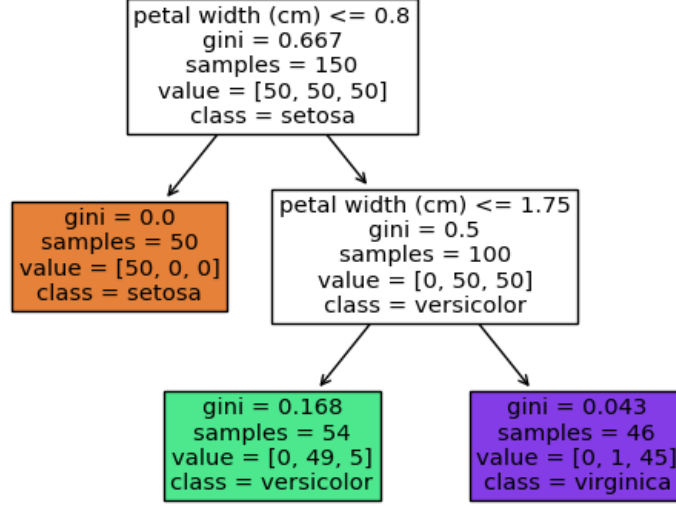 petal width (cm) <= 0.8
gini = 0.667
samples = 150
value = [50, 50, 50]
class = setosa
gini = 0.0
samples = 50
value = [50, 0, 0]
class = setosa
petal width (cm) <= 1.75
gini = 0.5
samples = 100
value = [0, 50, 50]
class = versicolor
gini = 0.168
samples = 54
value = [0, 49, 5]
class = versicolor
gini = 0.043
samples = 46
value = [0, 1, 45]
class = virginica